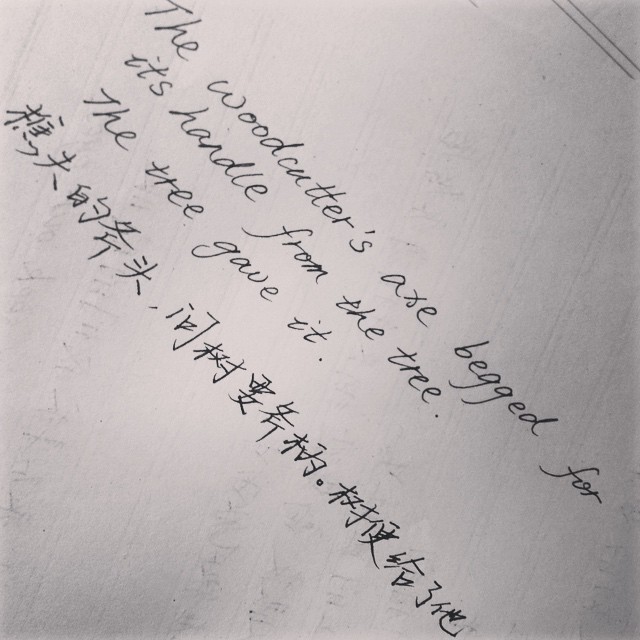 The woodcutter's axe begged for
its handle from the tree.
The tree gave it.
樵夫的斧头,问树要斧柄。树便给了他